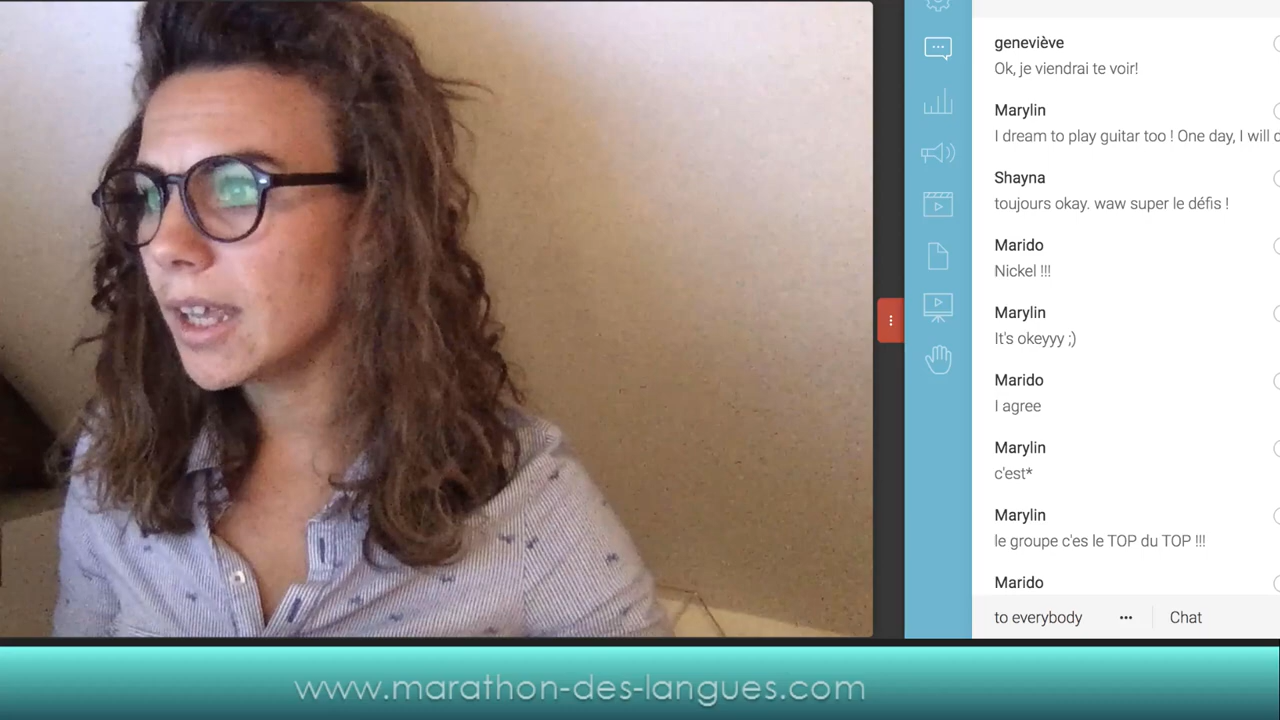 geneviève
Ok, je viendrai te voir!
Marylin
I dream to play guitar too ! One day, I will
Shayna
toujours okay. waw super le défis !
Marido
Nickel !!!
Marylin
It's okeyyy ;)
Marido
I agree
Marylin
c'est*
Marylin
le groupe c'es le TOP du TOP !!!
Marido
to everybody
Chat
www.marathon-des-langues.com